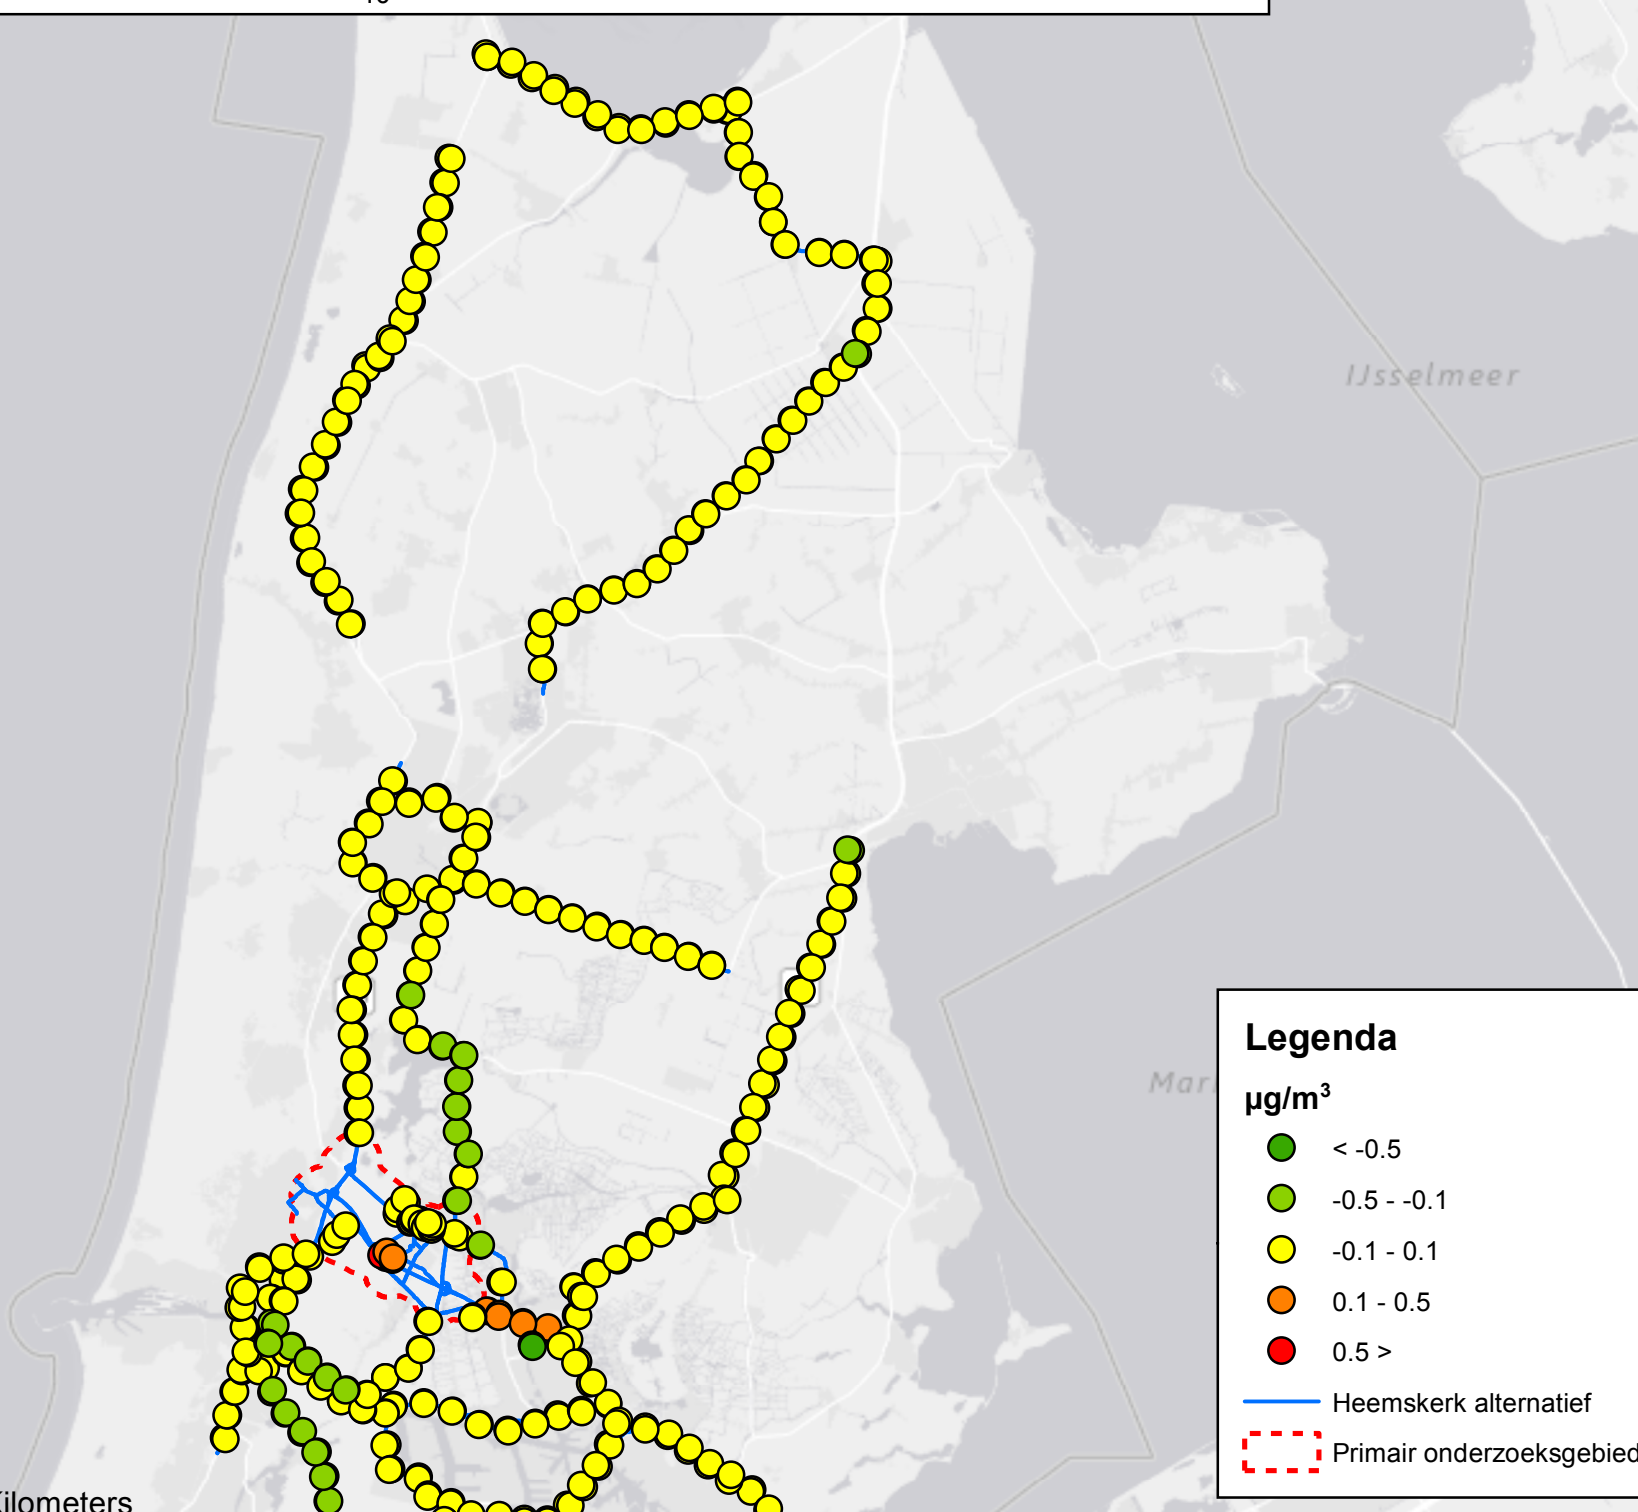 IJsselmeer
Legenda
µg/m³
< -0.5
-0.5 - -0.1
-0.1 - 0.1
0.1 - 0.5
0.5 >
Heemskerk alternatief
Primair onderzoeksgebied